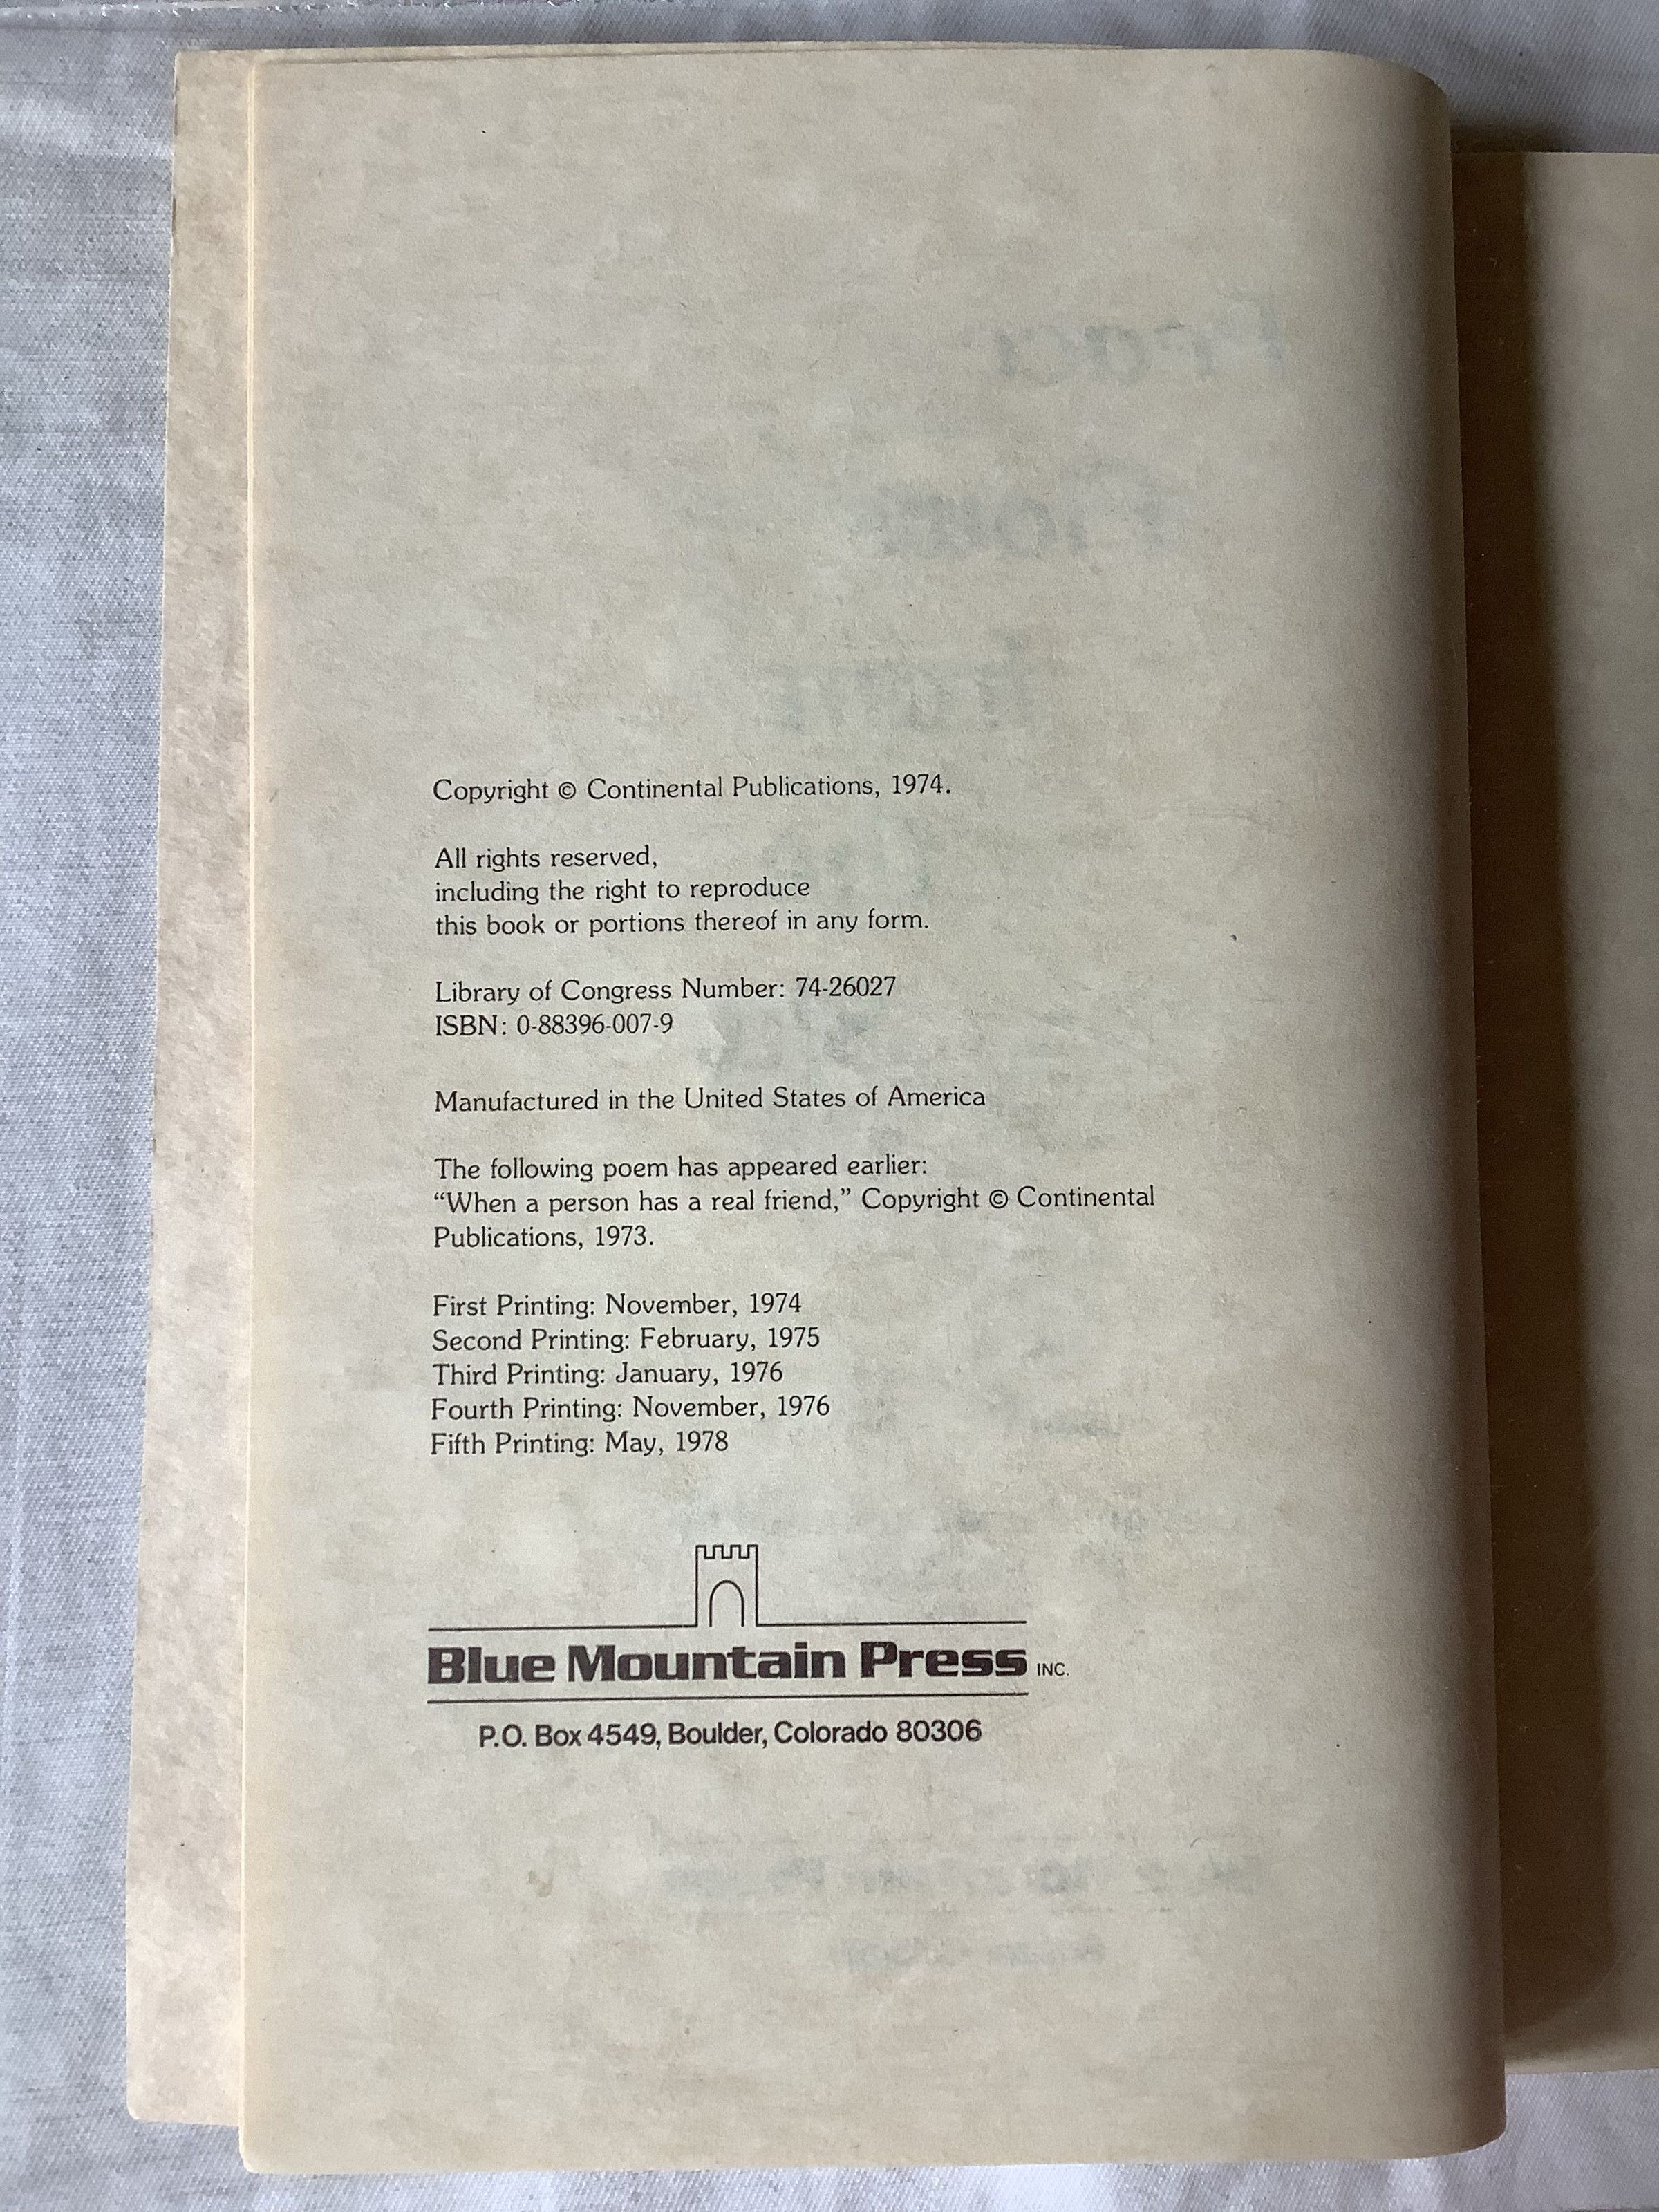 Copyright © Continental Publications, 1974.
All rights reserved,
including the right to reproduce
this book or portions thereof in any form.
Library of Congress Number: 74-26027
ISBN: 0-88396-007-9
Manufactured in the United States of America
The following poem has appeared earlier:
“When a person has a real friend,” Copyright © Continental
Publications, 1973.
First Printing: November, 1974
Second Printing: February, 1975
Third Printing: January, 1976
Fourth Printing: November, 1976
Fifth Printing: May, 1978
Blue Mountain Press INC.
P.O. Box 4549, Boulder, Colorado 80306